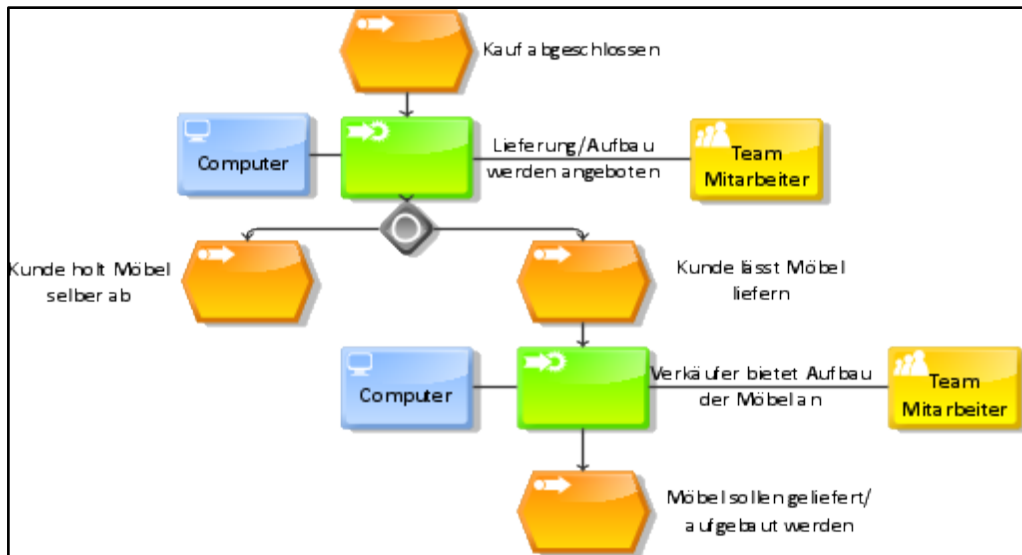 Kauf abgeschlossen
Computer
Lieferung/Aufbau
werden angeboten
Team
Mitarbeiter
Kunde holt Möbel
selber ab
Kunde lässt Möbel
liefern
Computer
Verkäufer bietet Aufbau
der Möbel an
Team
Mitarbeiter
Möbel sollen geliefert/
aufgebaut werden